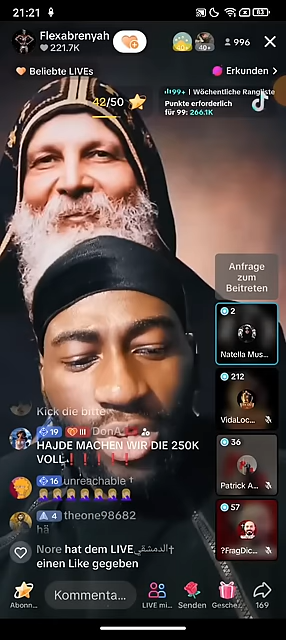 21:21
83
Flexabrenyah
221.7K
40+
996
Beliebte LIVEs
Erkunden >
42/50
99+ | Wöchentliche Rangliste
Punkte erforderlich
für 99: 266.1K
Anfrage
zum
Beitreten
2
Natella Mus...
212
VidaLoc...
36
Patrick A...
57
?FragDic...
Kick die bitte
19 III DonA
HAJDE MACHEN WIR DIE 250K
VOLL❗❗❗❗
16 unreachable †
4 theone98682
hä
Nore hat dem LIVE الدمشقي†
einen Like gegeben
Abonn...
Kommenta...
LIVE mi...
Senden
Gesche...
169